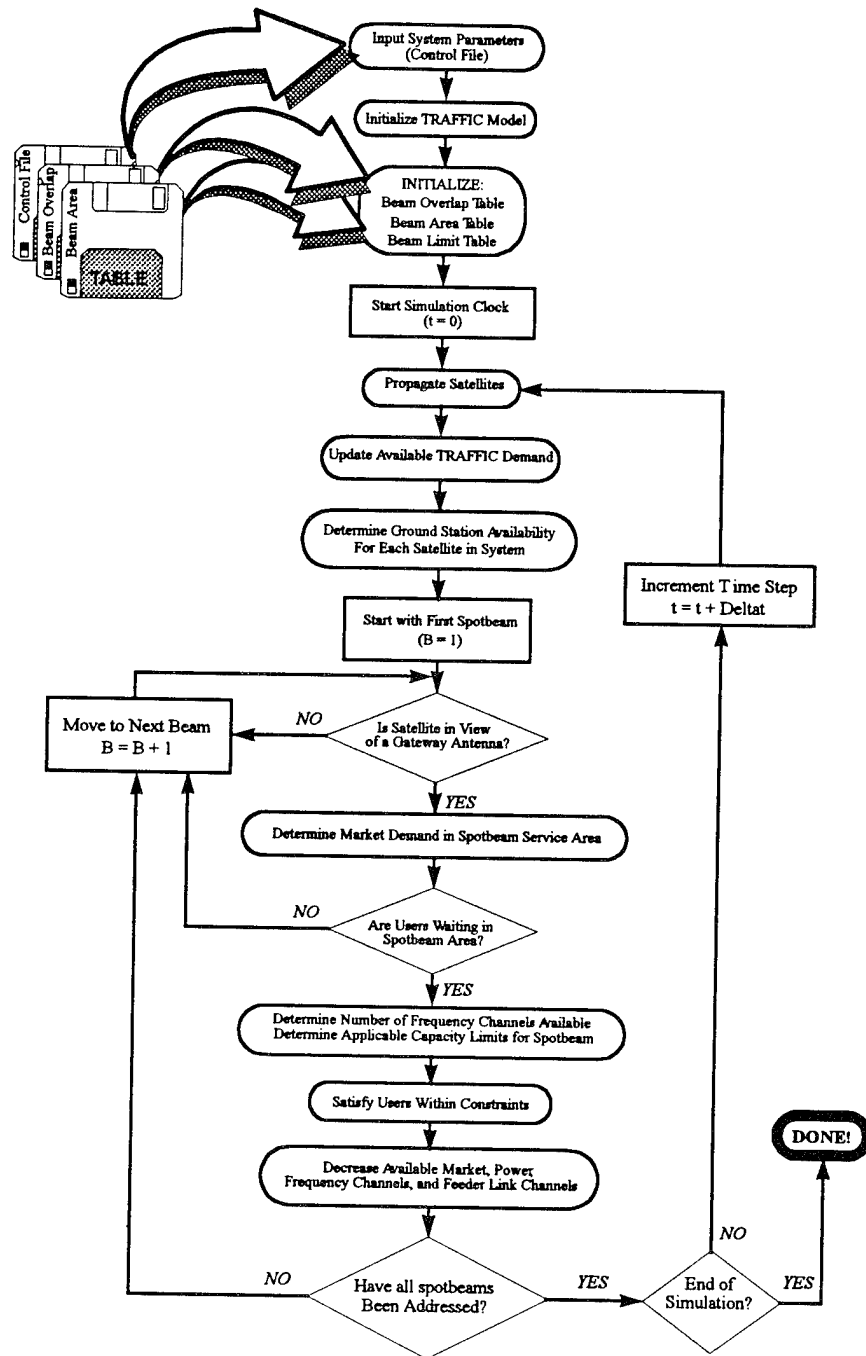 Input System Parameters
(Control File)
Initialize TRAFFIC Model
Control File
Beam Overlap
Beam Area
TABLE
INITIALIZE:
Beam Overlap Table
Beam Area Table
Beam Limit Table
Start Simulation Clock
(t = 0)
Propagate Satellites
Update Available TRAFFIC Demand
Determine Ground Station Availability
For Each Satellite in System
Increment Time Step
t = t + Deltat
Start with First Spotbeam
(B = 1)
Move to Next Beam
B = B + 1
NO
Is Satellite in View
of a Gateway Antenna?
YES
Determine Market Demand in Spotbeam Service Area
NO
Are Users Waiting in
Spotbeam Area?
YES
Determine Number of Frequency Channels Available
Determine Applicable Capacity Limits for Spotbeam
Satisfy Users Within Constraints
DONE!
Decrease Available Market, Power
Frequency Channels, and Feeder Link Channels
NO
NO
Have all spotbeams
Been Addressed?
YES
End of
Simulation?
YES